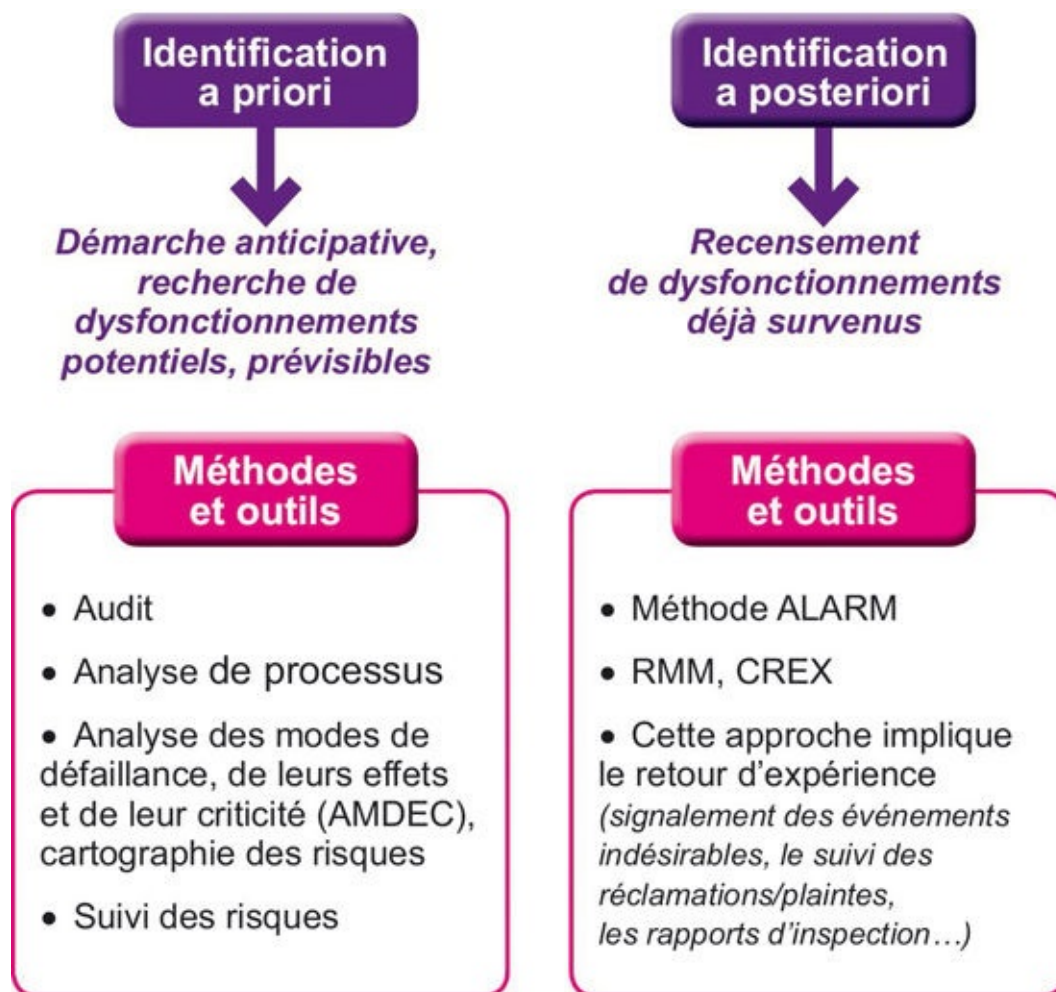 Identification
a priori
Démarche anticipative,
recherche de
dysfonctionnements
potentiels, prévisibles
Méthodes
et outils
• Audit
• Analyse de processus
• Analyse des modes de
défaillance, de leurs effets
et de leur criticité (AMDEC),
cartographie des risques
• Suivi des risques
Identification
a posteriori
Recensement
de dysfonctionnements
déjà survenus
Méthodes
et outils
• Méthode ALARM
• RMM, CREX
• Cette approche implique
le retour d’expérience
(signalement des événements
indésirables, le suivi des
réclamations/plaintes,
les rapports d’inspection…)